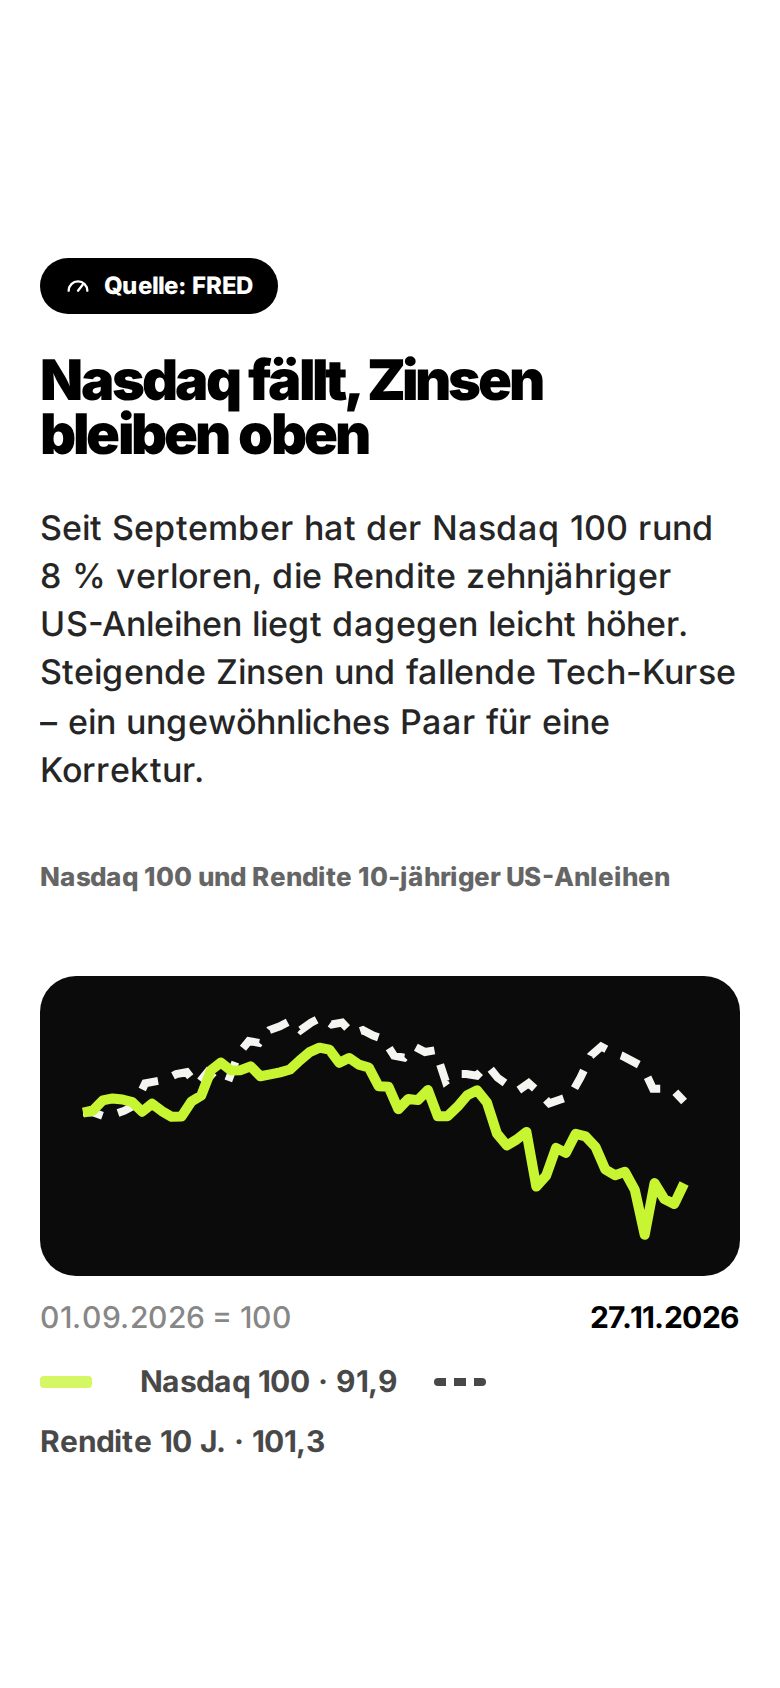 Quelle: FRED
Nasdaq fällt, Zinsen
bleiben oben
Seit September hat der Nasdaq 100 rund
8 % verloren, die Rendite zehnjähriger
US-Anleihen liegt dagegen leicht höher.
Steigende Zinsen und fallende Tech-Kurse
– ein ungewöhnliches Paar für eine
Korrektur.
Nasdaq 100 und Rendite 10-jähriger US-Anleihen
01.09.2026 = 100 27.11.2026
Nasdaq 100 · 91,9
Rendite 10 J. · 101,3